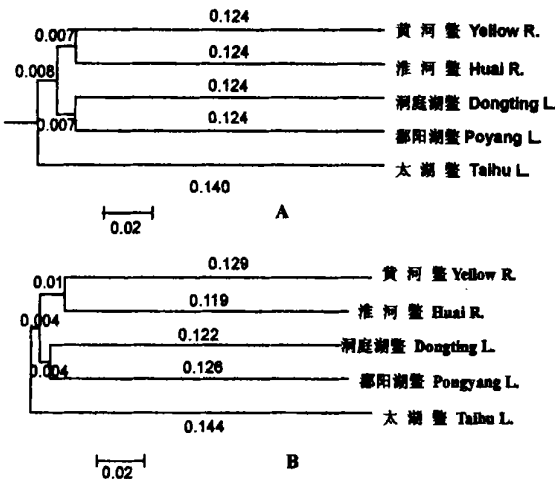 0.124
0.007
黄 河 鳖 Yellow R.
0.124
淮 河 鳖 Huai R.
0.008
0.124
洞庭湖鳖 Dongting L.
0.007
0.124
鄱阳湖鳖 Poyang L.
太 湖 鳖 Taihu L.
0.140
A
0.02
0.129
0.01
黄 河 鳖 Yellow R.
0.119
淮 河 鳖 Huai R.
0.004
0.122
洞庭湖鳖 Dongting L.
0.004
0.126
鄱阳湖鳖 Pongyang L.
太 湖 鳖 Taihu L.
0.144
B
0.02